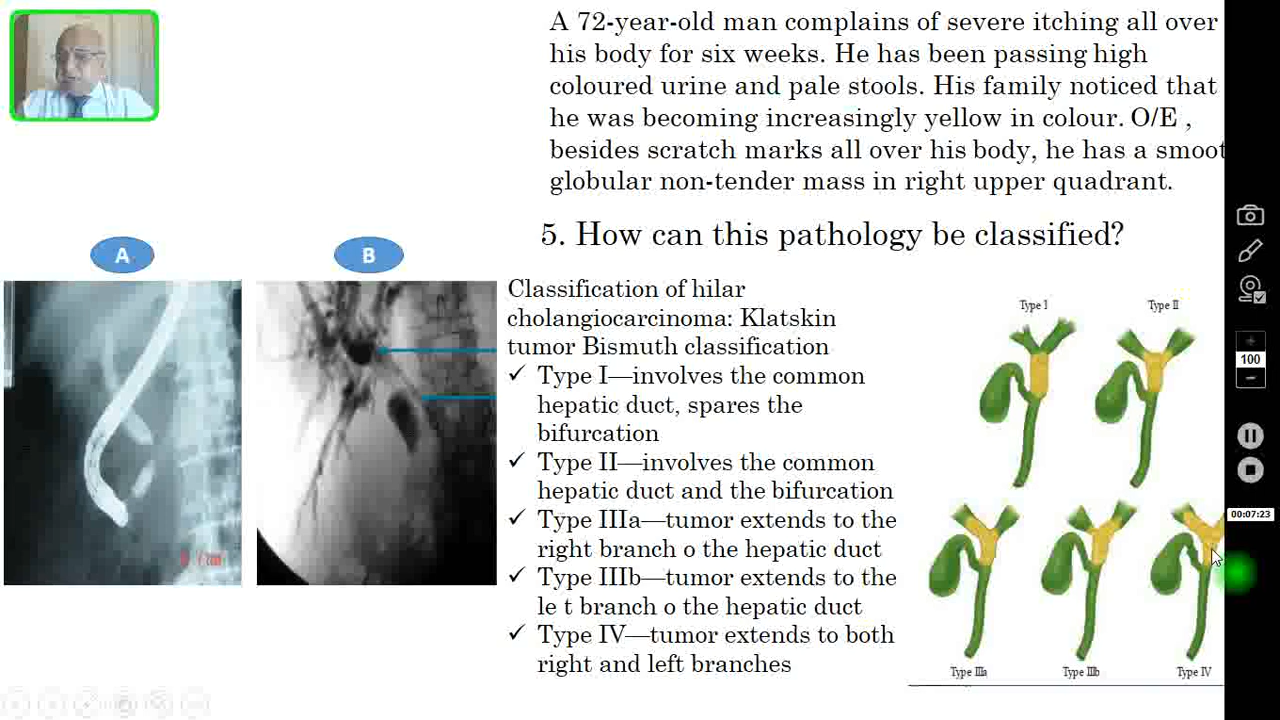 A 72-year-old man complains of severe itching all over
his body for six weeks. He has been passing high
coloured urine and pale stools. His family noticed that
he was becoming increasingly yellow in colour. O/E ,
besides scratch marks all over his body, he has a smoot
globular non-tender mass in right upper quadrant.
5. How can this pathology be classified?
A
B
Classification of hilar
cholangiocarcinoma: Klatskin
tumor Bismuth classification
✓ Type I—involves the common
hepatic duct, spares the
bifurcation
✓ Type II—involves the common
hepatic duct and the bifurcation
✓ Type IIIa—tumor extends to the
right branch o the hepatic duct
✓ Type IIIb—tumor extends to the
le t branch o the hepatic duct
✓ Type IV—tumor extends to both
right and left branches
Type I
Type II
Type IIIa
Type IIIb
Type IV
100
00:07:23